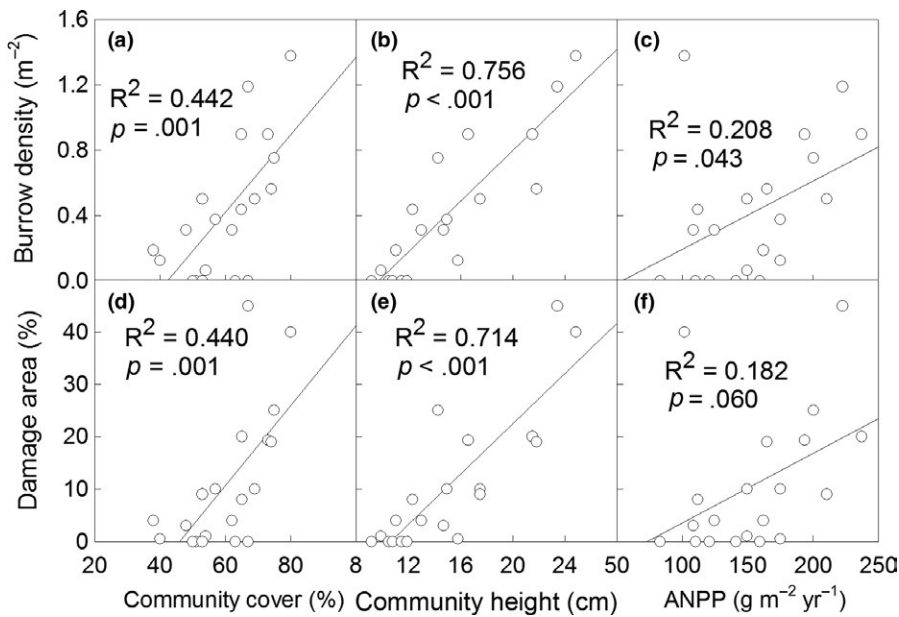 1.6
1.2
0.8
0.4
0.0
Burrow density (m⁻²)
(a)
R² = 0.442
p = .001
(b)
R² = 0.756
p < .001
(c)
R² = 0.208
p = .043
40
30
20
10
0
Damage area (%)
(d)
R² = 0.440
p = .001
(e)
R² = 0.714
p < .001
(f)
R² = 0.182
p = .060
20 40 60 80 8 12 16 20 24 50 100 150 200 250
Community cover (%) Community height (cm) ANPP (g m⁻² yr⁻¹)